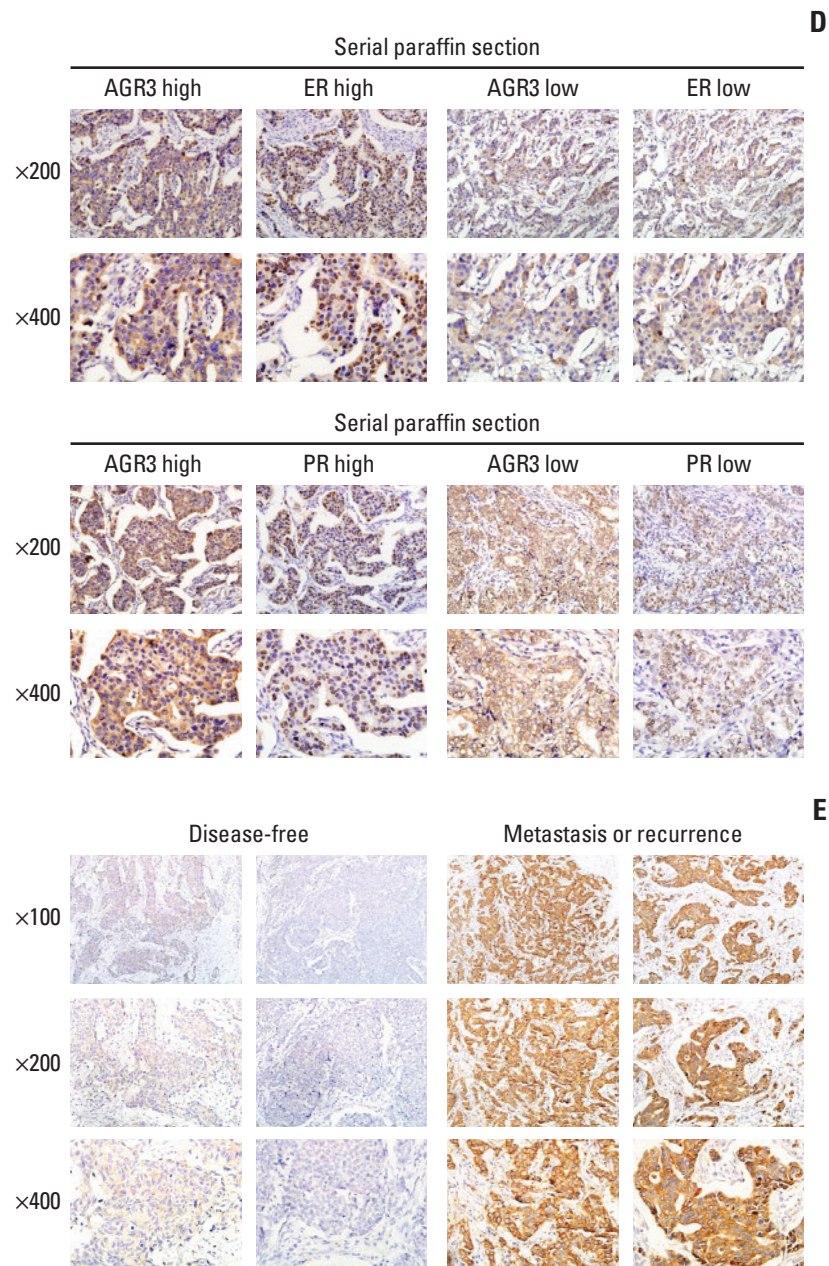 D
Serial paraffin section
AGR3 high ER high AGR3 low ER low
×200
×400
Serial paraffin section
AGR3 high PR high AGR3 low PR low
×200
×400
E
Disease-free Metastasis or recurrence
×100
×200
×400